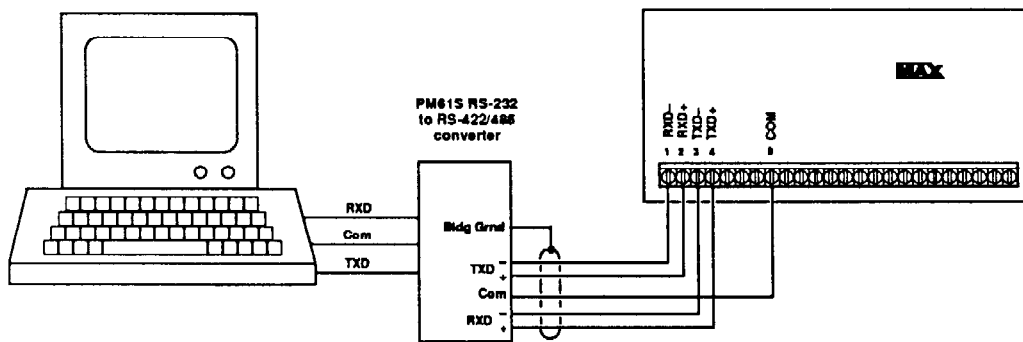 MAX
PM61S RS-232
to RS-422/485
converter
RXD−
RXD+
TXD−
TXD+
COM
1 2 3 4
RXD
Com
TXD
Bldg Grnd
−
TXD
+
Com
−
RXD
+